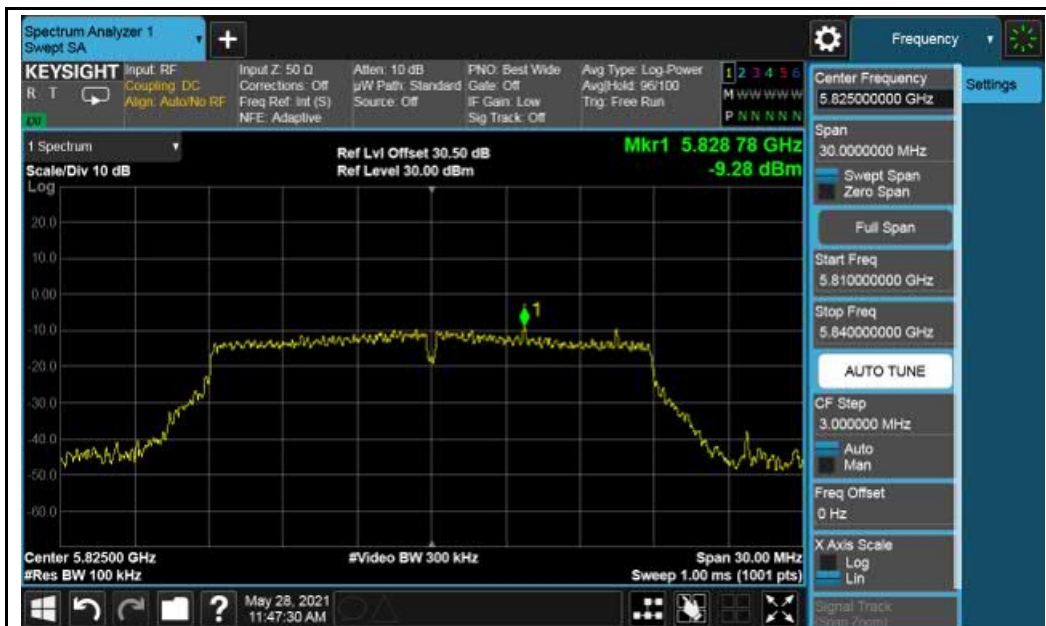 Spectrum Analyzer 1
Swept SA
+
Frequency
KEYSIGHT
R T
Input: RF
Coupling: DC
Align: Auto/No RF
Input Z: 50 Ω
Corrections: Off
Freq Ref: Int (S)
NFE: Adaptive
Atten: 10 dB
µW Path: Standard
Source: Off
PNO: Best Wide
Gate: Off
IF Gain: Low
Sig Track: Off
Avg Type: Log-Power
Avg|Hold: 96/100
Trig: Free Run
1 2 3 4 5 6
M W W W W W
P N N N N N
1 Spectrum
Scale/Div 10 dB
Log
Ref Lvl Offset 30.50 dB
Ref Level 30.00 dBm
Mkr1 5.828 78 GHz
-9.28 dBm
20.0
10.0
0.00
-10.0
-20.0
-30.0
-40.0
-50.0
-60.0
1
Center 5.82500 GHz
#Res BW 100 kHz
#Video BW 300 kHz
Span 30.00 MHz
Sweep 1.00 ms (1001 pts)
Center Frequency
5.825000000 GHz
Settings
Span
30.0000000 MHz
Swept Span
Zero Span
Full Span
Start Freq
5.810000000 GHz
Stop Freq
5.840000000 GHz
AUTO TUNE
CF Step
3.000000 MHz
Auto
Man
Freq Offset
0 Hz
X Axis Scale
Log
Lin
Signal Track
(Span Zoom)
?
May 28, 2021
11:47:30 AM